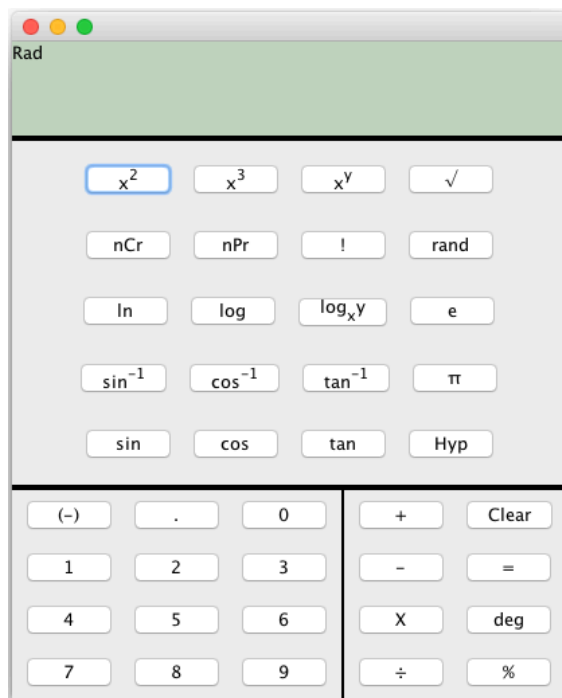 Rad
x² x³ xʸ √
nCr nPr ! rand
ln log logₓy e
sin⁻¹ cos⁻¹ tan⁻¹ π
sin cos tan Hyp
(-) . 0 + Clear
1 2 3 - =
4 5 6 X deg
7 8 9 ÷ %